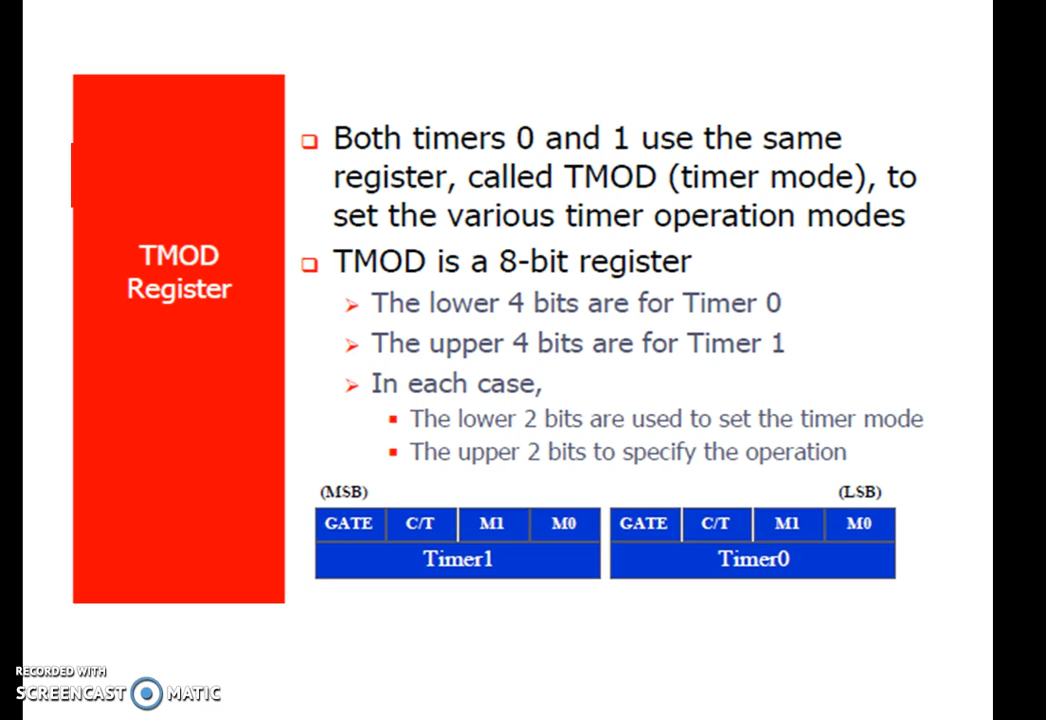 Both timers 0 and 1 use the same
register, called TMOD (timer mode), to
set the various timer operation modes
TMOD
Register
TMOD is a 8-bit register
The lower 4 bits are for Timer 0
The upper 4 bits are for Timer 1
In each case,
The lower 2 bits are used to set the timer mode
The upper 2 bits to specify the operation
(MSB) (LSB)
GATE C/T M1 M0 GATE C/T M1 M0
Timer1 Timer0
RECORDED WITH
SCREENCAST MATIC